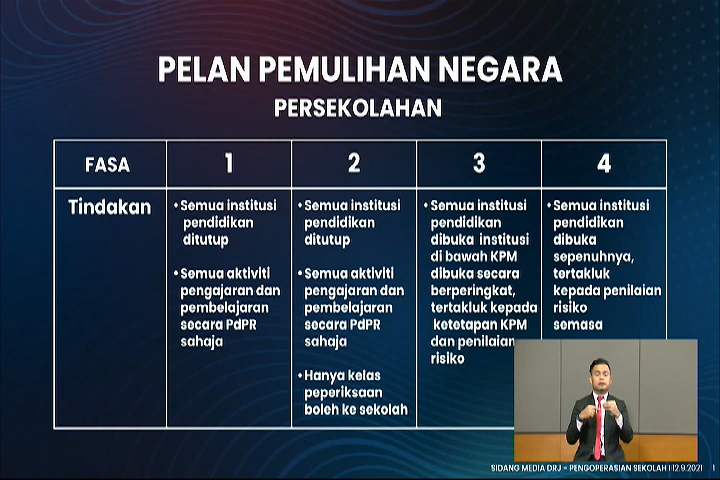 PELAN PEMULIHAN NEGARA
PERSEKOLAHAN
FASA
1
2
3
4
Tindakan
• Semua institusi
pendidikan
ditutup
• Semua aktiviti
pengajaran dan
pembelajaran
secara PdPR
sahaja
• Semua institusi
pendidikan
ditutup
• Semua aktiviti
pengajaran dan
pembelajaran
secara PdPR
sahaja
• Hanya kelas
peperiksaan
boleh ke sekolah
• Semua institusi
pendidikan
dibuka institusi
di bawah KPM
dibuka secara
berperingkat,
tertakluk kepada
ketetapan KPM
dan penilaian
risiko
• Semua institusi
pendidikan
dibuka
sepenuhnya,
tertakluk
kepada penilaian
risiko
semasa
SIDANG MEDIA DRJ - PENGOPERASIAN SEKOLAH | 12.9.2021 1